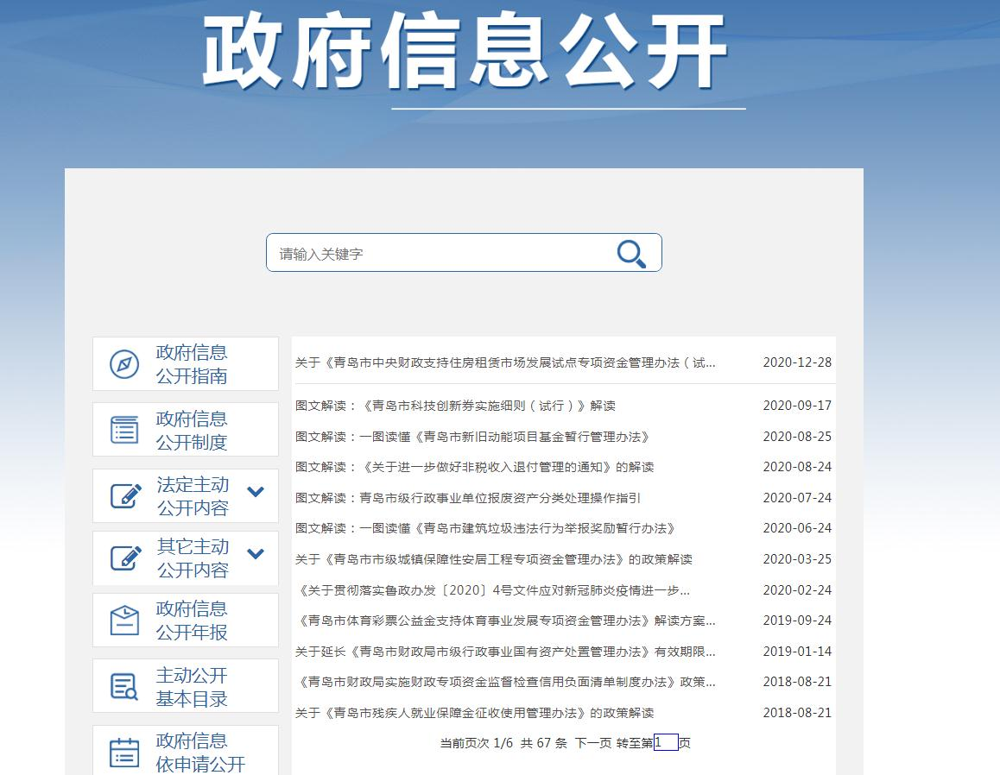 政府信息公开
请输入关键字
政府信息
公开指南
政府信息
公开制度
法定主动
公开内容
其它主动
公开内容
政府信息
公开年报
主动公开
基本目录
政府信息
依申请公开
关于《青岛市中央财政支持住房租赁市场发展试点专项资金管理办法（试... 2020-12-28
图文解读：《青岛市科技创新券实施细则（试行）》解读 2020-09-17
图文解读：一图读懂《青岛市新旧动能项目基金暂行管理办法》 2020-08-25
图文解读：《关于进一步做好非税收入退付管理的通知》的解读 2020-08-24
图文解读：青岛市级行政事业单位报废资产分类处理操作指引 2020-07-24
图文解读：一图读懂《青岛市建筑垃圾违法行为举报奖励暂行办法》 2020-06-24
关于《青岛市市级城镇保障性安居工程专项资金管理办法》的政策解读 2020-03-25
《关于贯彻落实鲁政办发〔2020〕4号文件应对新冠肺炎疫情进一步... 2020-02-24
《青岛市体育彩票公益金支持体育事业发展专项资金管理办法》解读方案... 2019-09-24
关于延长《青岛市财政局市级行政事业国有资产处置管理办法》有效期限... 2019-01-14
《青岛市财政局实施财政专项资金监督检查信用负面清单制度办法》政策... 2018-08-21
关于《青岛市残疾人就业保障金征收使用管理办法》的政策解读 2018-08-21
当前页次 1/6 共 67 条 下一页 转至第1页